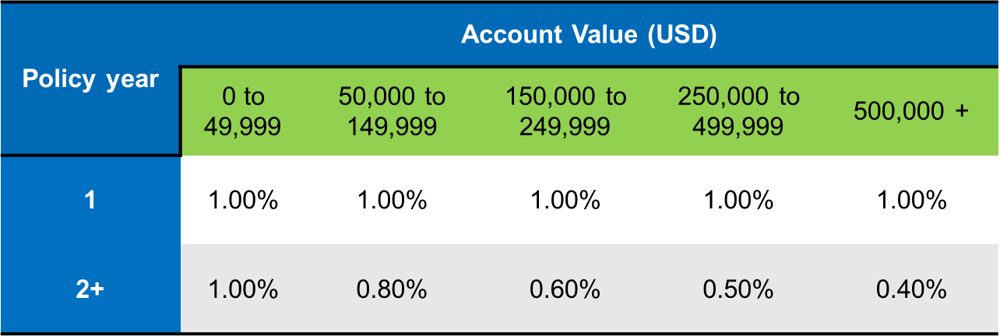 Account Value (USD)
Policy year
0 to
49,999
50,000 to
149,999
150,000 to
249,999
250,000 to
499,999
500,000 +
1 1.00% 1.00% 1.00% 1.00% 1.00%
2+ 1.00% 0.80% 0.60% 0.50% 0.40%